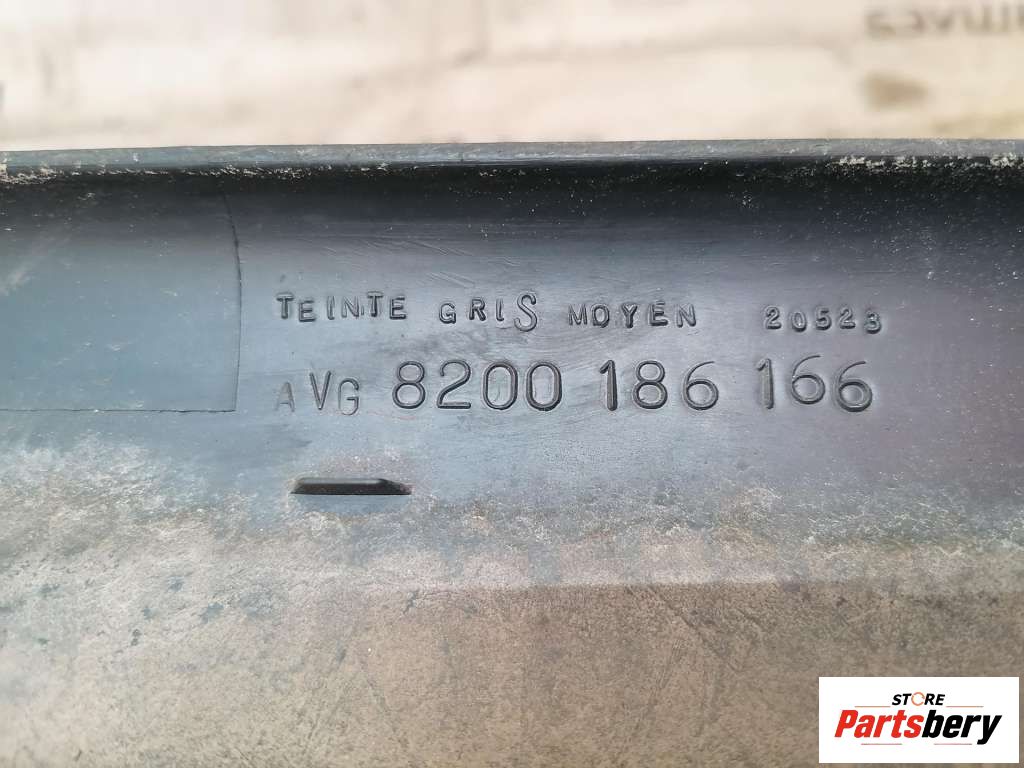 TEINTE GRIS MOYEN 20523
AVG 8200 186 166
STORE
Partsbery